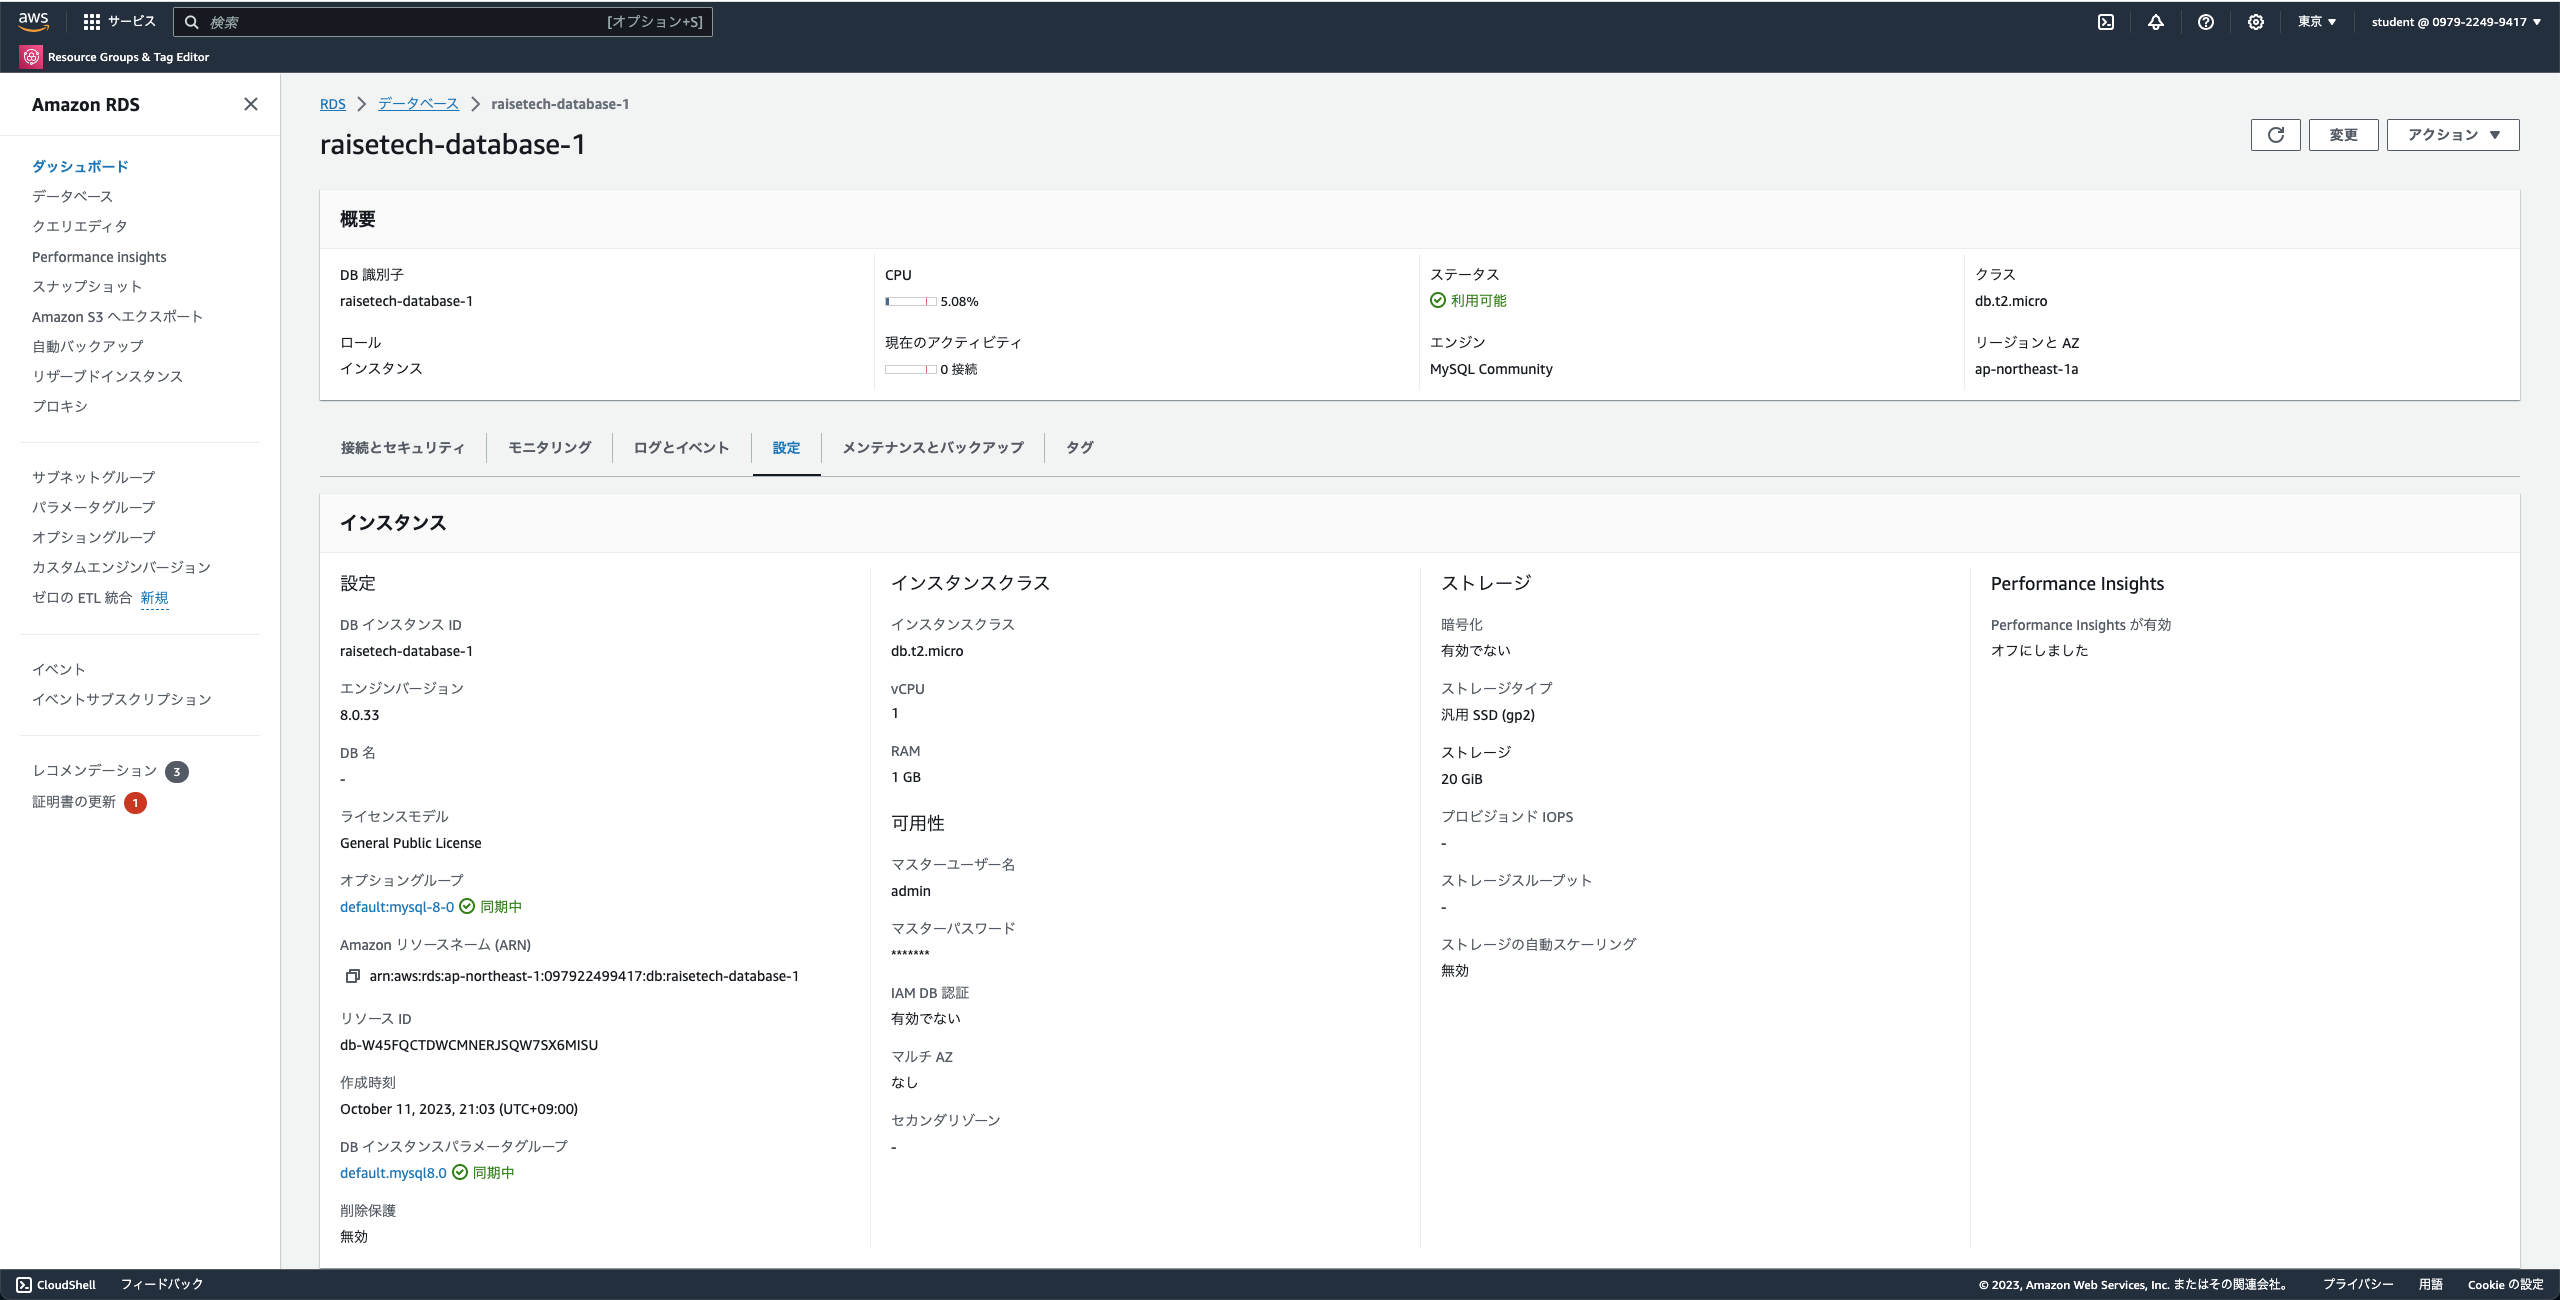 aws
サービス
検索
[オプション+S]
東京 ▼
student @ 0979-2249-9417 ▼
Resource Groups & Tag Editor
Amazon RDS
ダッシュボード
データベース
クエリエディタ
Performance insights
スナップショット
Amazon S3 へエクスポート
自動バックアップ
リザーブドインスタンス
プロキシ
サブネットグループ
パラメータグループ
オプショングループ
カスタムエンジンバージョン
ゼロの ETL 統合 新規
イベント
イベントサブスクリプション
レコメンデーション 3
証明書の更新 1
RDS > データベース > raisetech-database-1
raisetech-database-1
変更
アクション ▼
概要
DB 識別子
raisetech-database-1
ロール
インスタンス
CPU
5.08%
現在のアクティビティ
0 接続
ステータス
利用可能
エンジン
MySQL Community
クラス
db.t2.micro
リージョンと AZ
ap-northeast-1a
接続とセキュリティ
モニタリング
ログとイベント
設定
メンテナンスとバックアップ
タグ
インスタンス
設定
DB インスタンス ID
raisetech-database-1
エンジンバージョン
8.0.33
DB 名
-
ライセンスモデル
General Public License
オプショングループ
default:mysql-8-0 同期中
Amazon リソースネーム (ARN)
arn:aws:rds:ap-northeast-1:097922499417:db:raisetech-database-1
リソース ID
db-W45FQCTDWCMNERJSQW7SX6MISU
作成時刻
October 11, 2023, 21:03 (UTC+09:00)
DB インスタンスパラメータグループ
default.mysql8.0 同期中
削除保護
無効
インスタンスクラス
インスタンスクラス
db.t2.micro
vCPU
1
RAM
1 GB
可用性
マスターユーザー名
admin
マスターパスワード
*******
IAM DB 認証
有効でない
マルチ AZ
なし
セカンダリゾーン
-
ストレージ
暗号化
有効でない
ストレージタイプ
汎用 SSD (gp2)
ストレージ
20 GiB
プロビジョンド IOPS
-
ストレージスループット
-
ストレージの自動スケーリング
無効
Performance Insights
Performance Insights が有効
オフにしました
CloudShell
フィードバック
© 2023, Amazon Web Services, Inc. またはその関連会社。
プライバシー
用語
Cookie の設定